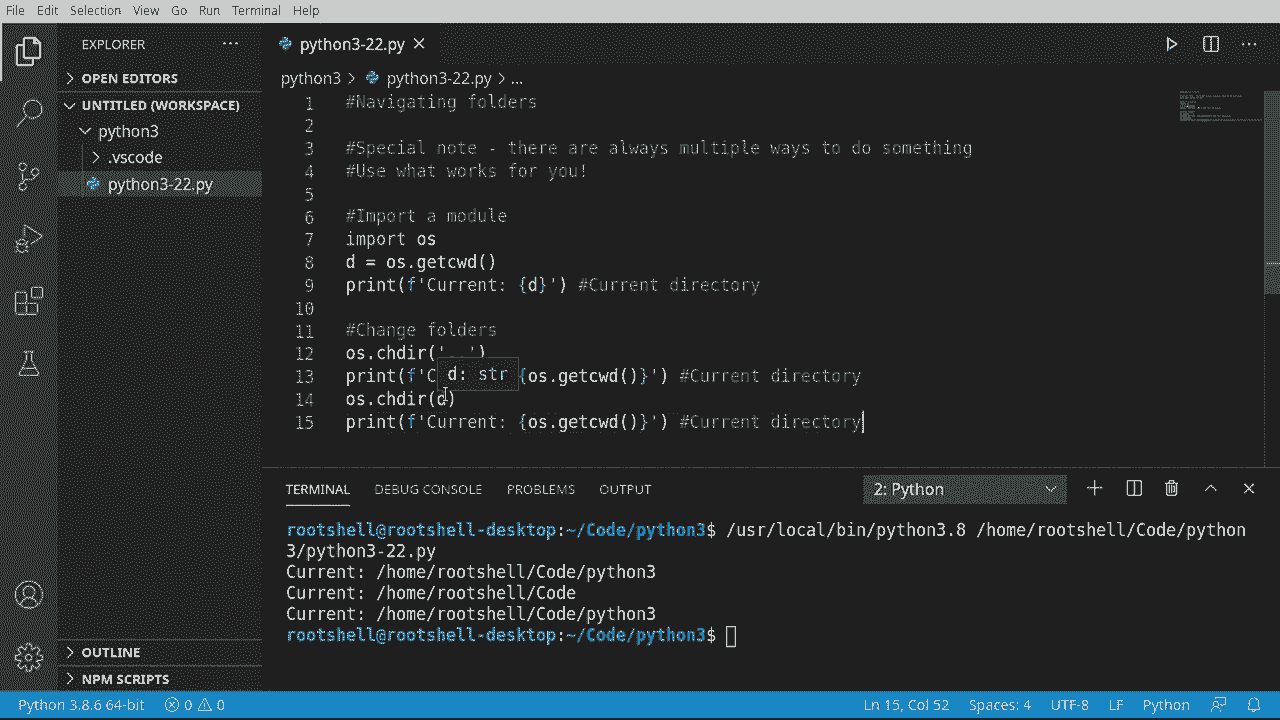 File Edit Selection View Go Run Terminal Help
EXPLORER
OPEN EDITORS
UNTITLED (WORKSPACE)
python3
.vscode
python3-22.py
OUTLINE
NPM SCRIPTS
python3-22.py
python3 > python3-22.py > ...
1 #Navigating folders
2
3 #Special note - there are always multiple ways to do something
4 #Use what works for you!
5
6 #Import a module
7 import os
8 d = os.getcwd()
9 print(f'Current: {d}') #Current directory
10
11 #Change folders
12 os.chdir('..')
13 print(f'C {os.getcwd()}') #Current directory
d: str
14 os.chdir(d)
15 print(f'Current: {os.getcwd()}') #Current directory
TERMINAL DEBUG CONSOLE PROBLEMS OUTPUT 2: Python
rootshell@rootshell-desktop:~/Code/python3$ /usr/local/bin/python3.8 /home/rootshell/Code/python
3/python3-22.py
Current: /home/rootshell/Code/python3
Current: /home/rootshell/Code
Current: /home/rootshell/Code/python3
rootshell@rootshell-desktop:~/Code/python3$
Python 3.8.6 64-bit 0 0 Ln 15, Col 52 Spaces: 4 UTF-8 LF Python